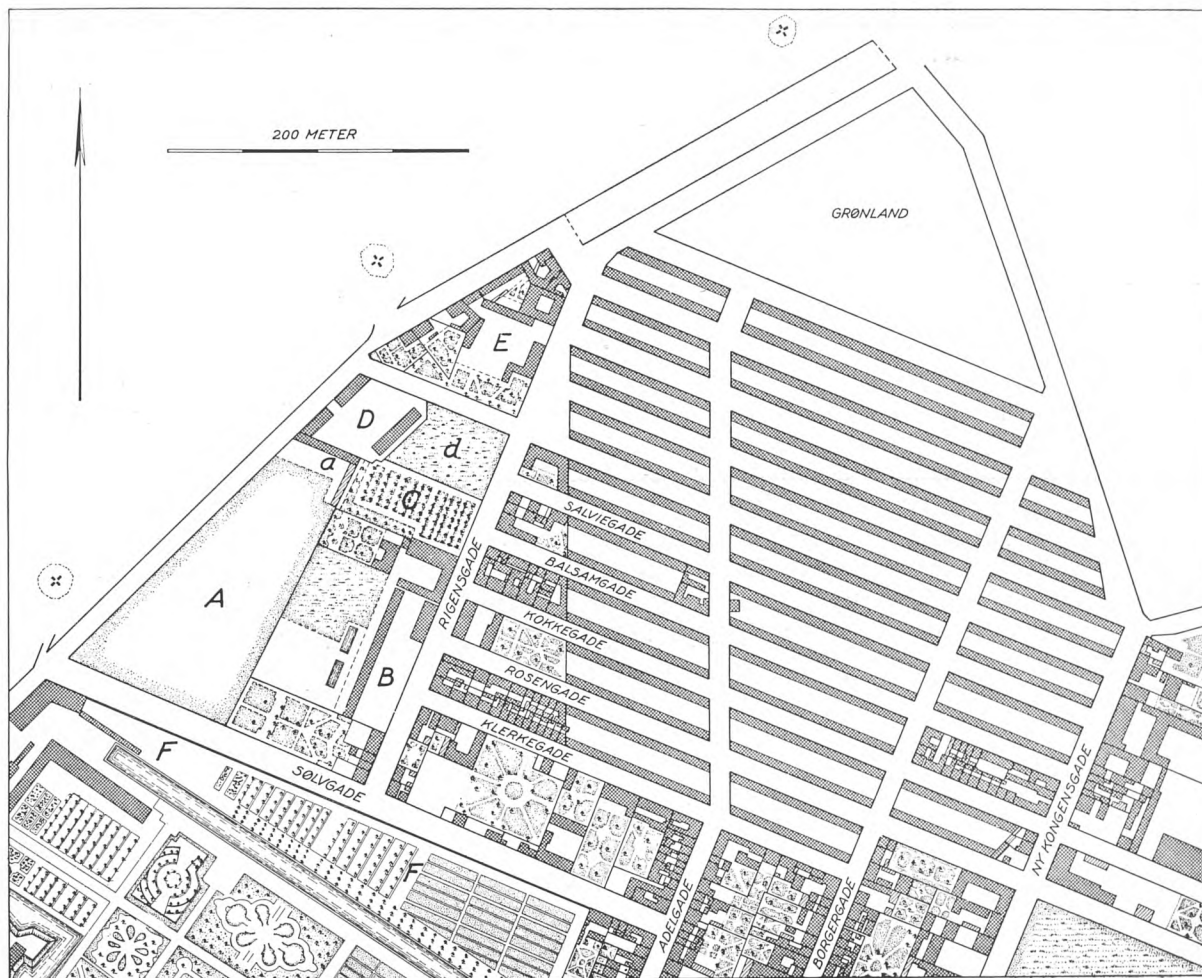 200 METER
GRØNLAND
E
D
d
a
C
SALVIEGADE
RIGENSGADE
BALSAMGADE
A
KOKKEGADE
B
ROSENGADE
KLERKEGADE
F
SØLVGADE
NY KONGENSGADE
F
ADELGADE
BORGERGADE